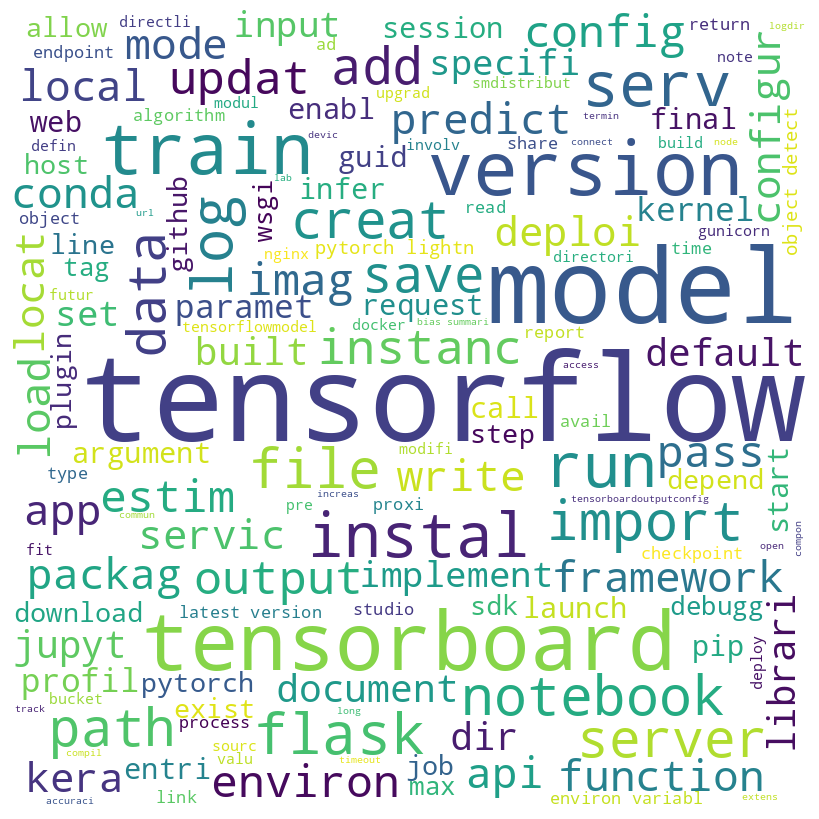 allow
directli
mode
input
session
config
return
logdir
endpoint
ad
specifi
note
local
updat
add
smdistribut
serv
configur
modul
upgrad
web
algorithm
enabl
predict
termin
final
defin
train
devic
involv
share
connect
build
node
host
guid
version
object detect
conda
github
log
wsgi
lab
infer
creat
read
kernel
object
url
gunicorn
line
data
nginx
pytorch lightn
deploi
directori
time
locat
tag
imag
save
model
futur
set
paramet
request
tensorflowmodel
docker
bias summari
report
load
plugin
built
instanc
default
tensorflow
access
call
avail
step
argument
file
modifi
write
run
pass
type
depend
start
app
estim
increas
pre
proxi
tensorboardoutputconfig
commun
instal
import
servic
fit
checkpoint
open
compon
packag
output
implement
framework
download
latest version
studio
sdk
launch
debugg
librari
jupyt
tensorboard
pip
deploy
profil
pytorch
document
notebook
bucket
exist
track
path
process
long
flask
dir
server
compil
sourc
valu
timeout
kera
entri
environ
job
api
function
max
accuraci
link
environ variabl
extens